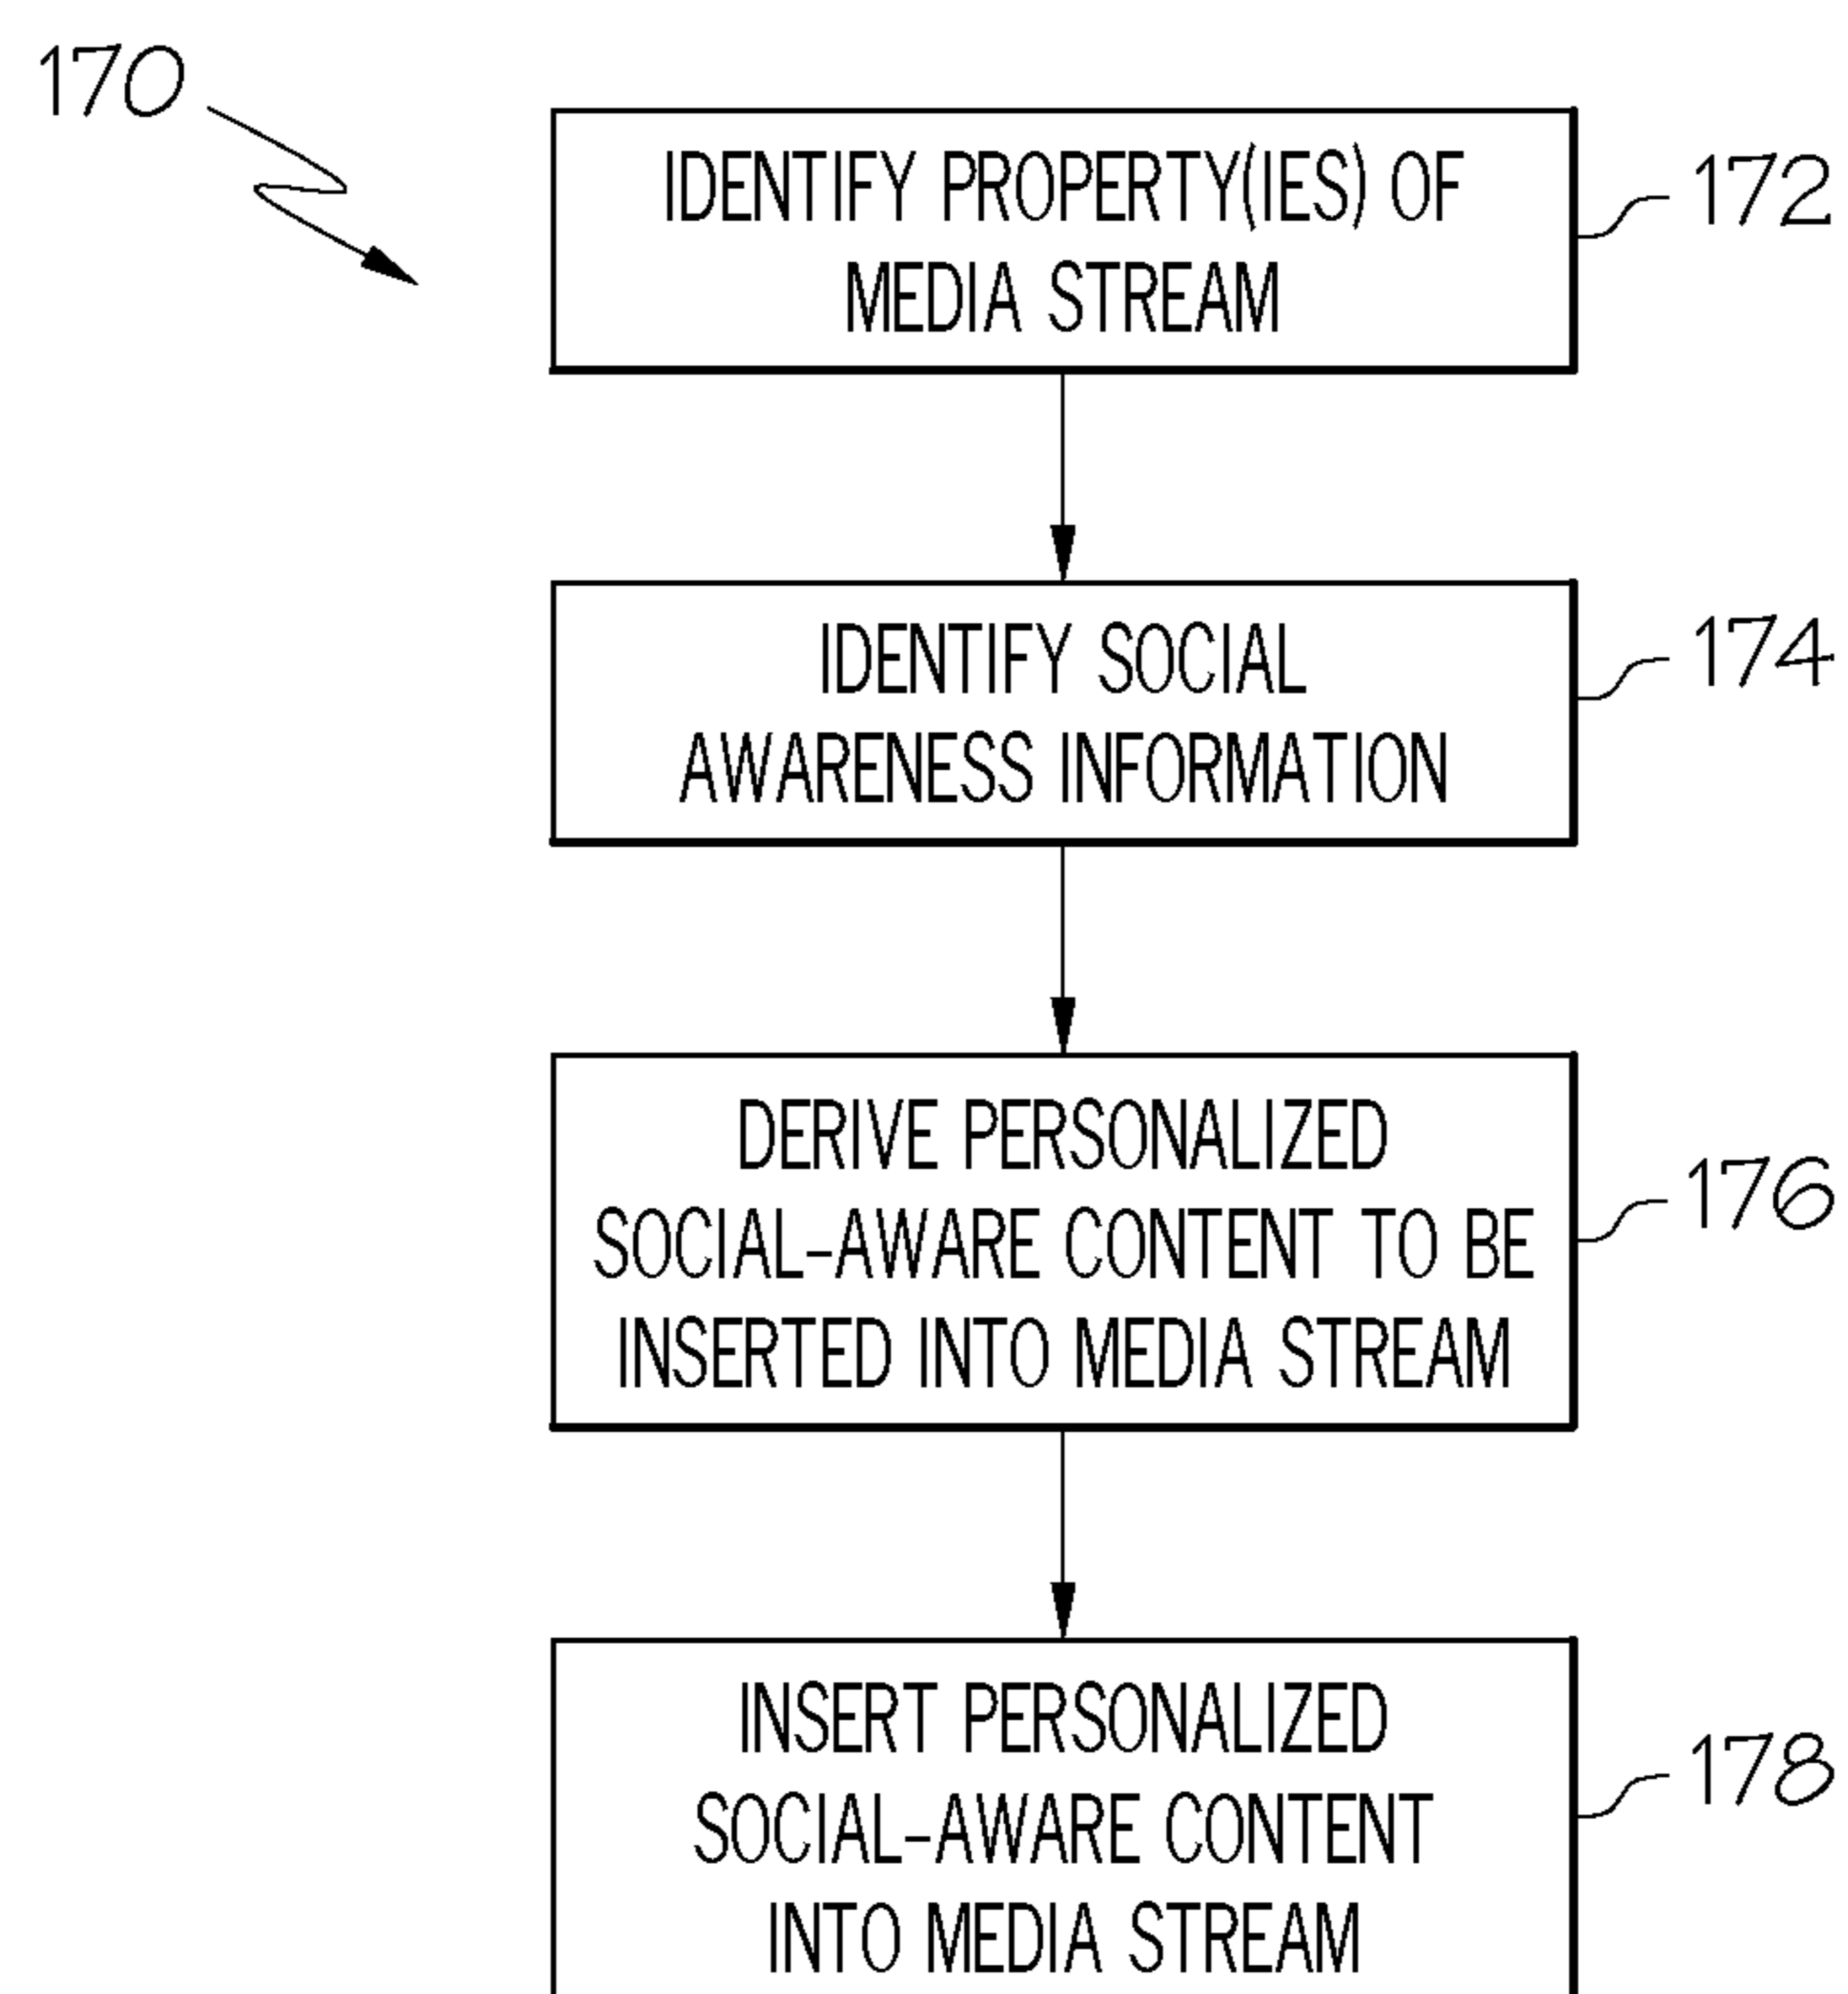 170
IDENTIFY PROPERTY(IES) OF
MEDIA STREAM
172
IDENTIFY SOCIAL
AWARENESS INFORMATION
174
DERIVE PERSONALIZED
SOCIAL-AWARE CONTENT TO BE
INSERTED INTO MEDIA STREAM
176
INSERT PERSONALIZED
SOCIAL-AWARE CONTENT
INTO MEDIA STREAM
178